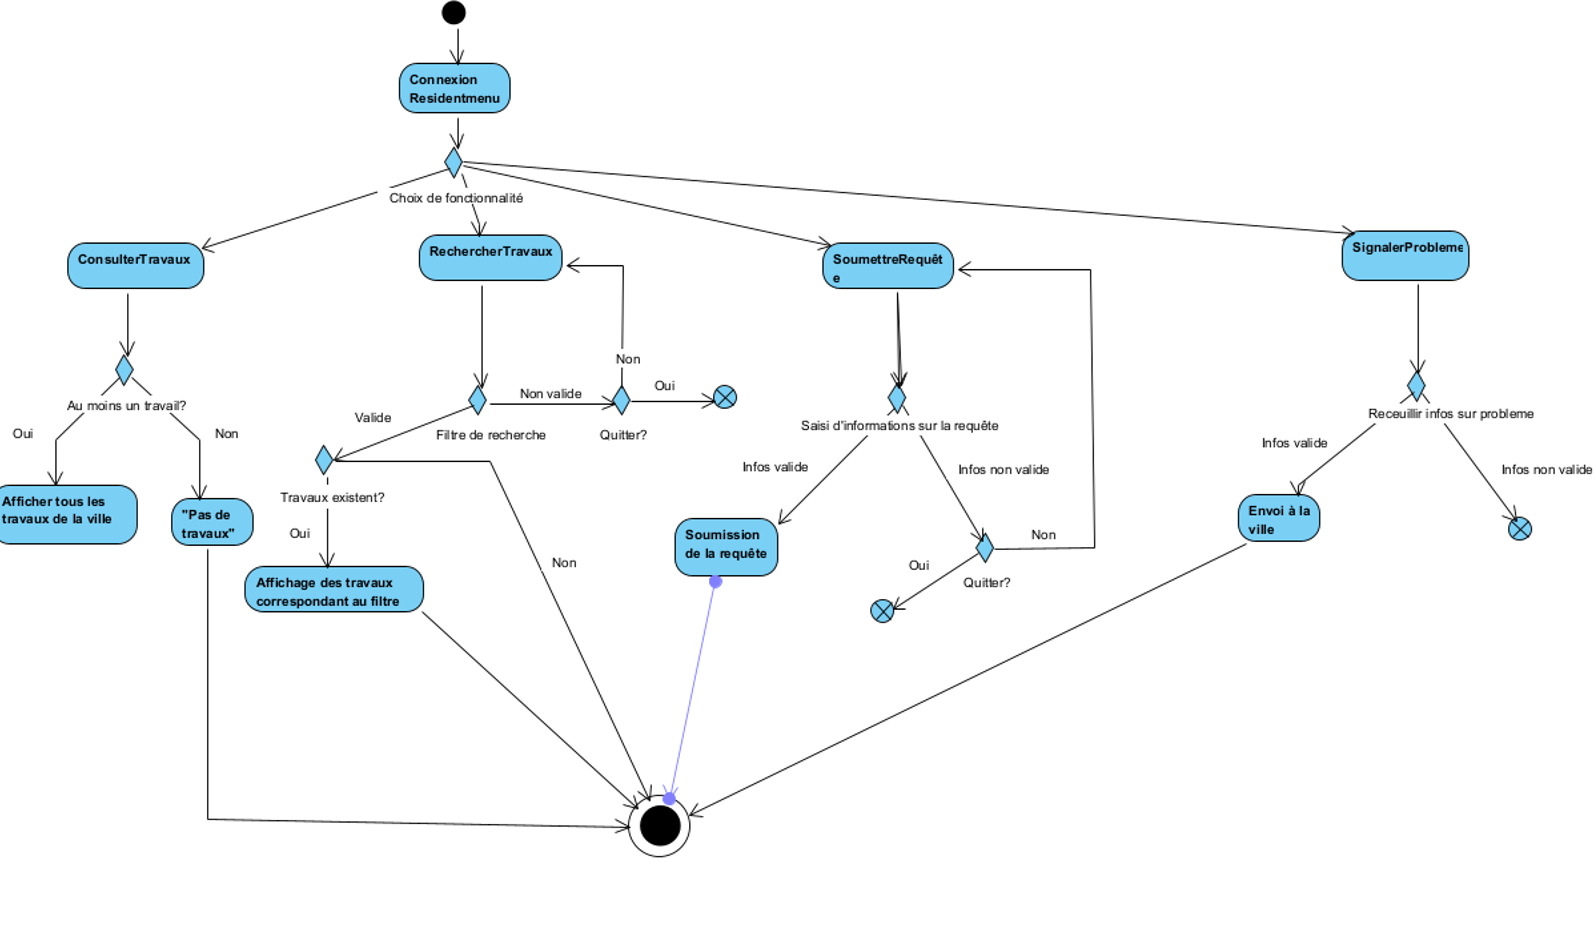 Connexion
Residentmenu
Choix de fonctionnalité
ConsulterTravaux
RechercherTravaux
SoumettreRequêt
e
SignalerProbleme
Au moins un travail?
Oui
Non
Afficher tous les
travaux de la ville
"Pas de
travaux"
Non
Non valide
Oui
Valide
Filtre de recherche
Quitter?
Travaux existent?
Oui
Non
Affichage des travaux
correspondant au filtre
Saisi d'informations sur la requête
Infos valide
Infos non valide
Soumission
de la requête
Non
Oui
Quitter?
Receuillir infos sur probleme
Infos valide
Infos non valide
Envoi à la
ville